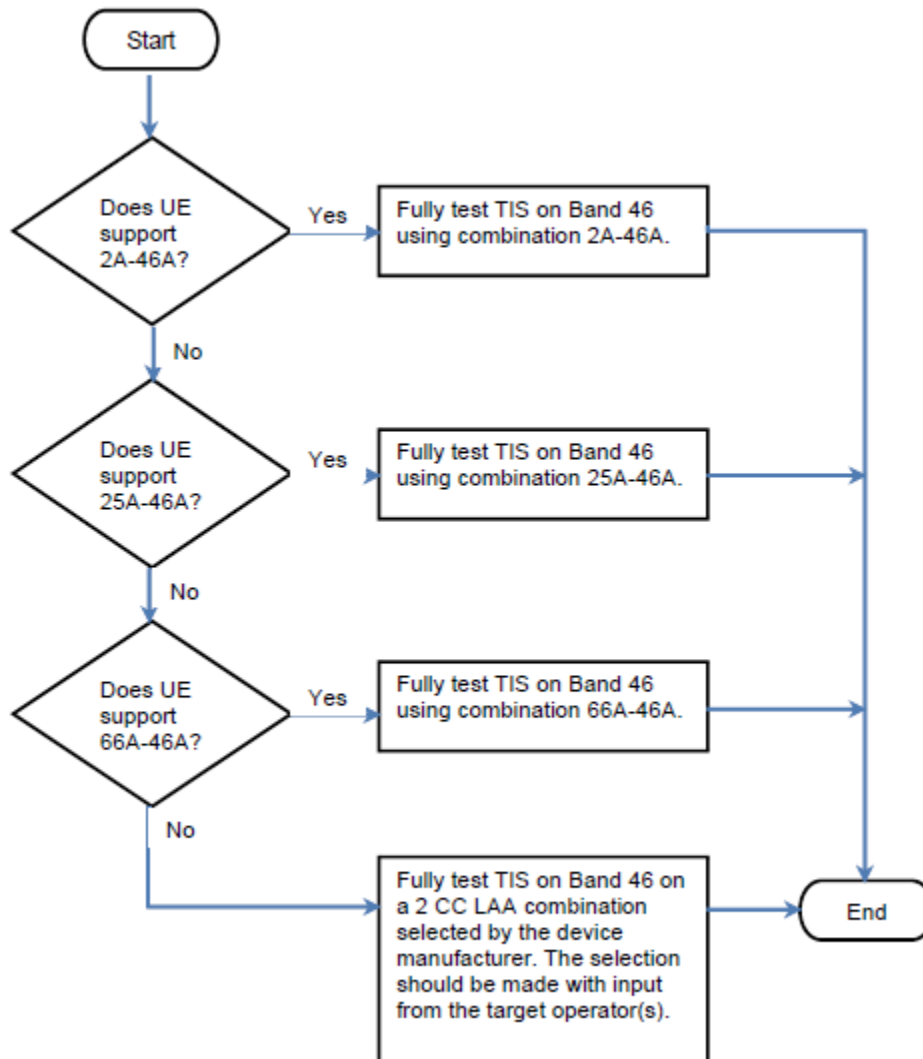 Start
Does UE
support
2A-46A?
Yes
Fully test TIS on Band 46
using combination 2A-46A.
No
Does UE
support
25A-46A?
Yes
Fully test TIS on Band 46
using combination 25A-46A.
No
Does UE
support
66A-46A?
Yes
Fully test TIS on Band 46
using combination 66A-46A.
No
Fully test TIS on Band 46 on
a 2 CC LAA combination
selected by the device
manufacturer. The selection
should be made with input
from the target operator(s).
End